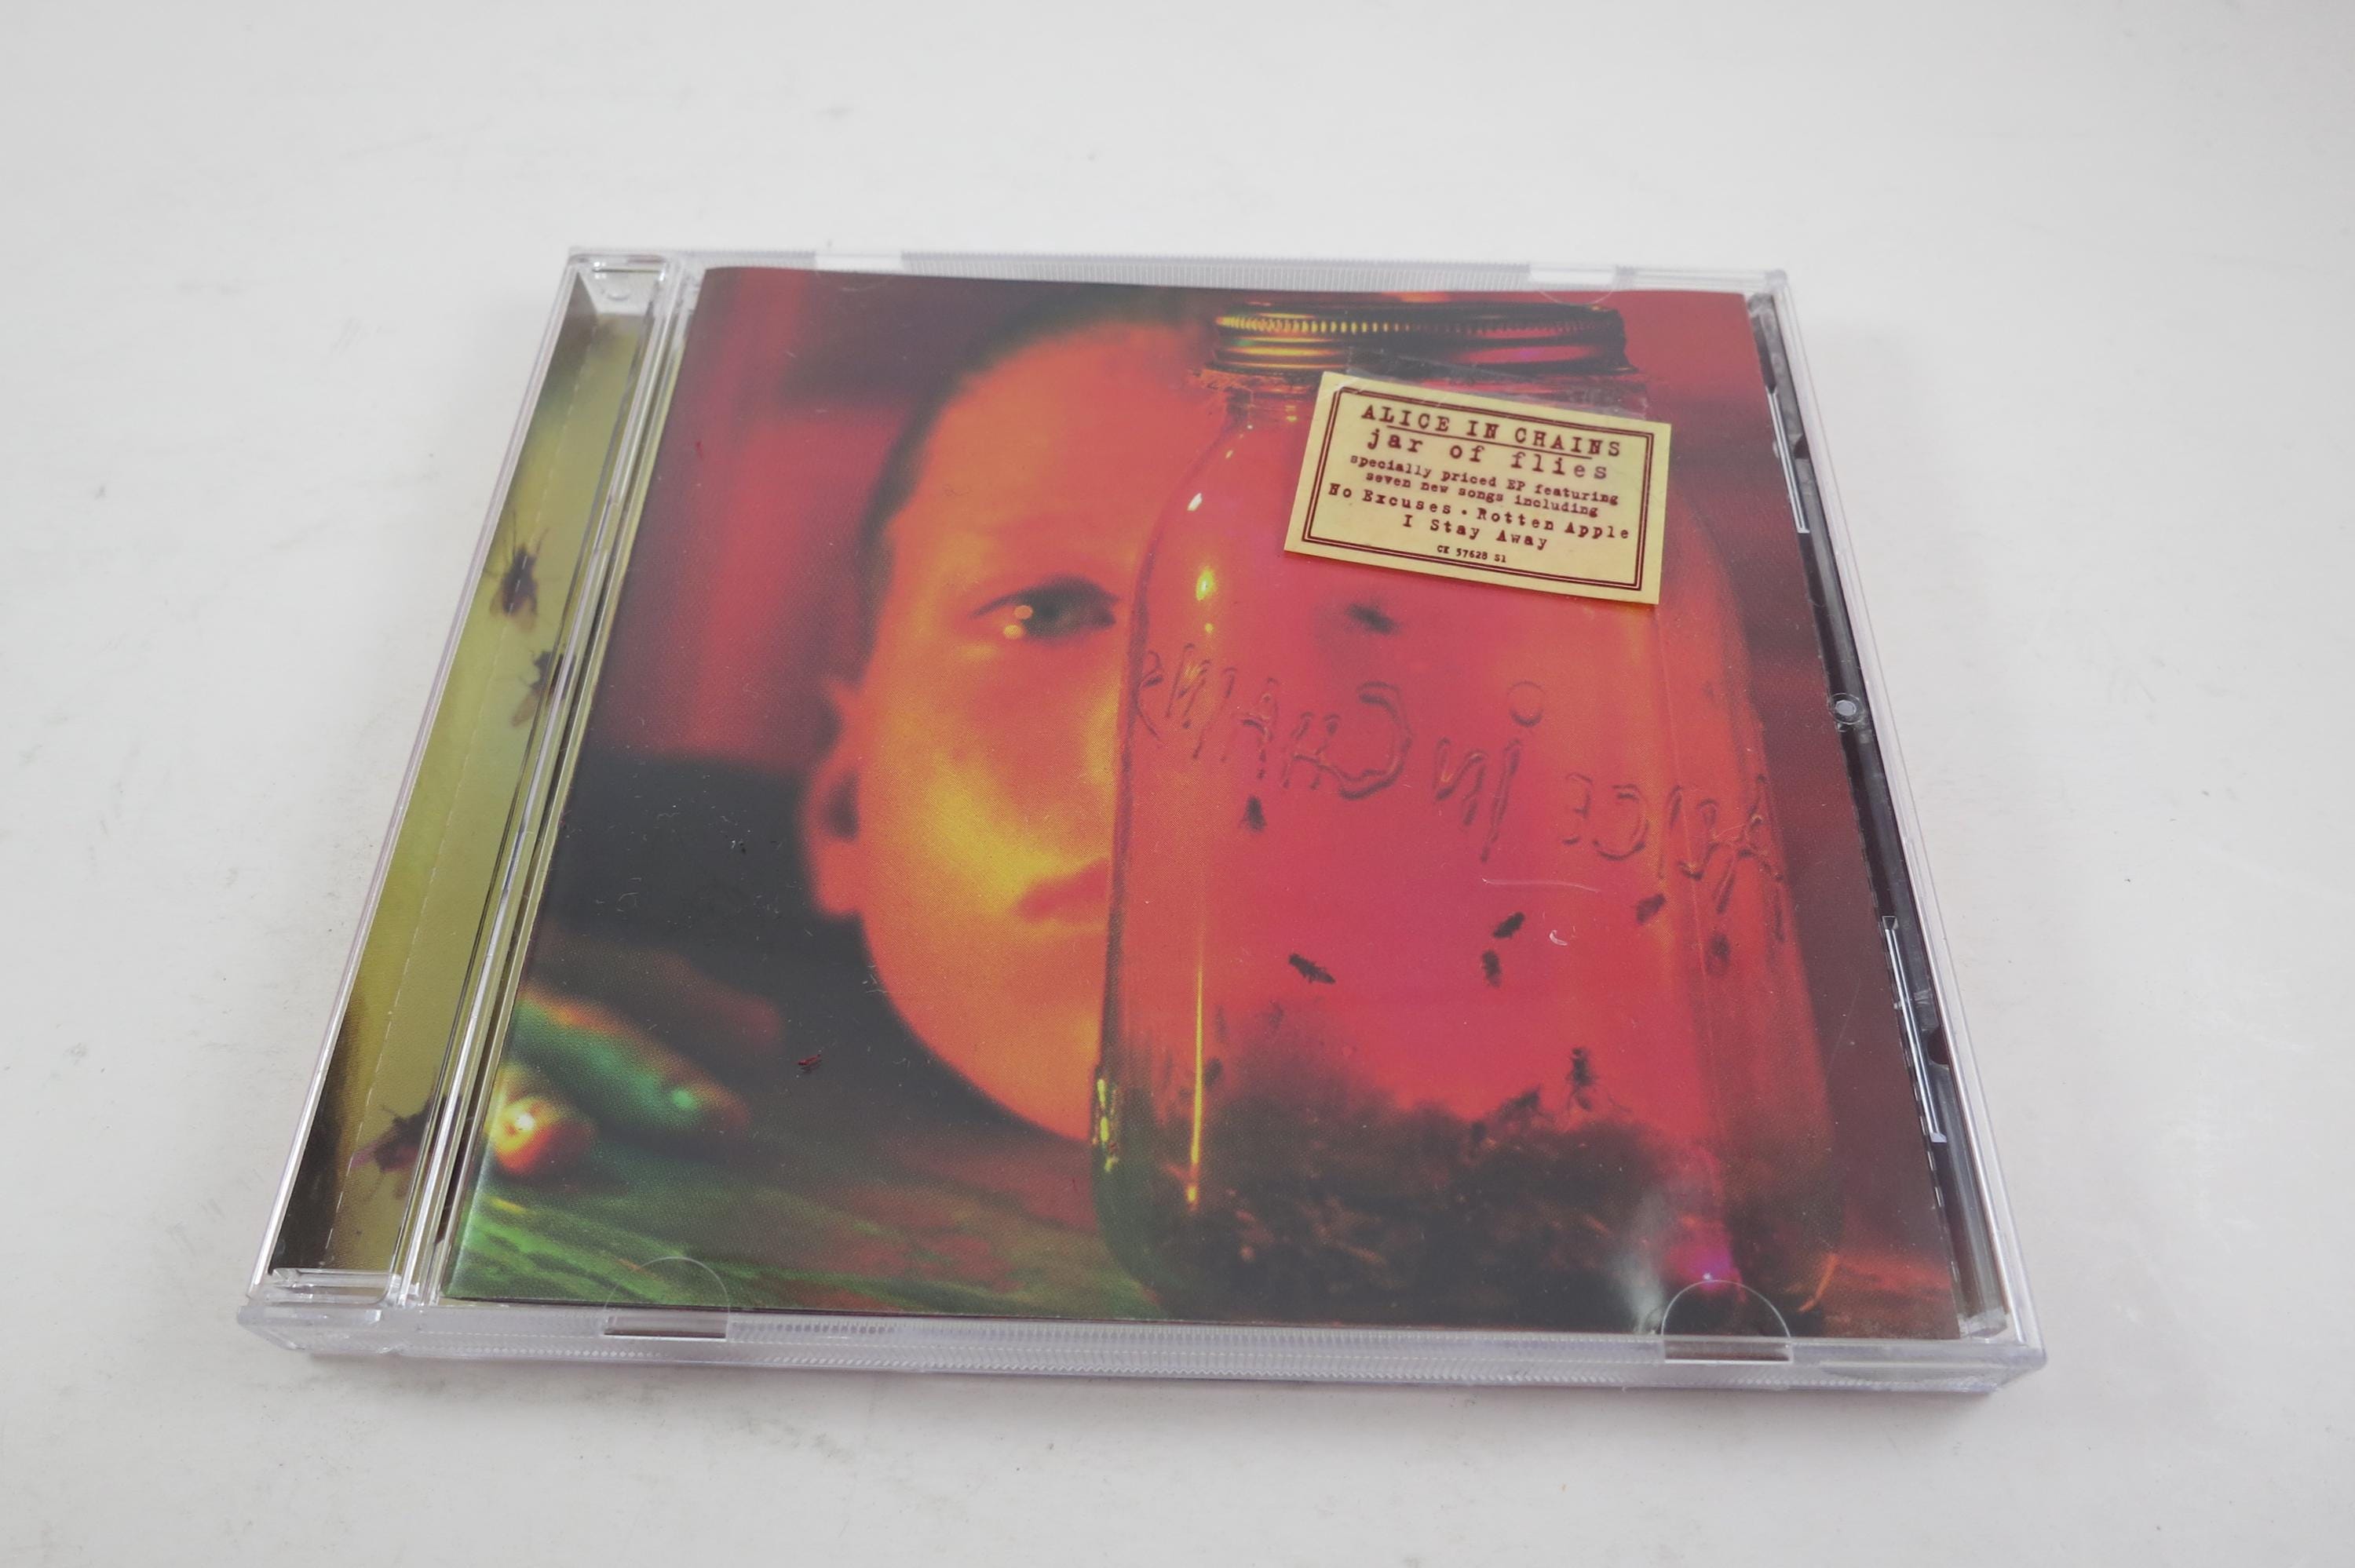 ALICE IN CHAINS
jar of flies
specially priced EP featuring
seven new songs including
No Excuses • Rotten Apple
I Stay Away
CK 57628 S1
Alice in Chains